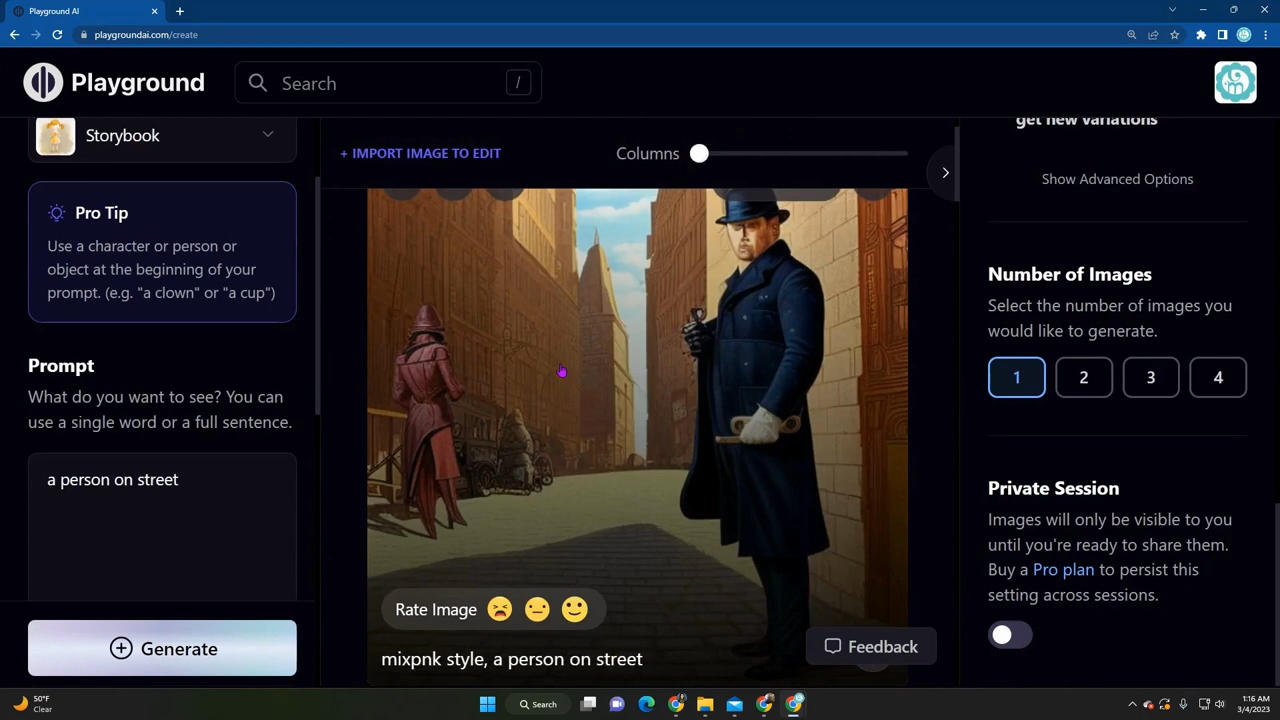 Playground AI
playgroundai.com/create
Playground
Search
/
Storybook
Pro Tip
Use a character or person or
object at the beginning of your
prompt. (e.g. "a clown" or "a cup")
Prompt
What do you want to see? You can
use a single word or a full sentence.
a person on street
Generate
+ IMPORT IMAGE TO EDIT
Columns
Rate Image
mixpnk style, a person on street
Feedback
get new variations
Show Advanced Options
Number of Images
Select the number of images you
would like to generate.
1
2
3
4
Private Session
Images will only be visible to you
until you're ready to share them.
Buy a Pro plan to persist this
setting across sessions.
50°F
Clear
Search
1:16 AM
3/4/2023